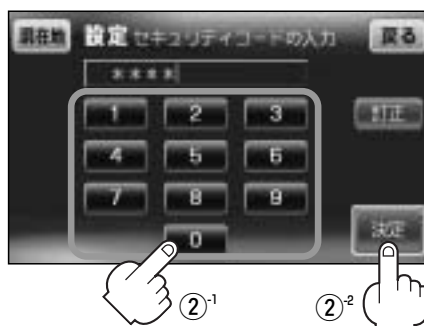 現在地 設定 セキュリティコードの入力 戻る
****
1 2 3 訂正
4 5 6
7 8 9
0 決定
②-1 ②-2